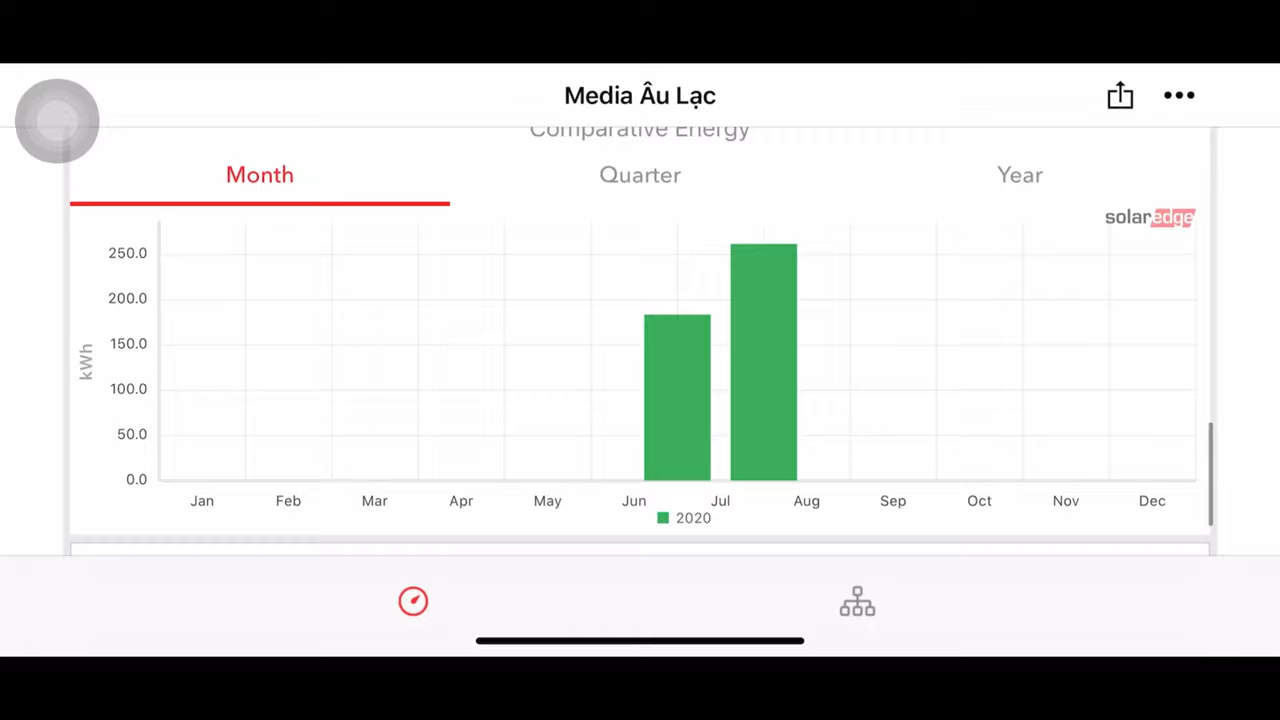 Media Âu Lạc
Comparative Energy
Month Quarter Year
solaredge
250.0
200.0
150.0
100.0
50.0
0.0
kWh
Jan Feb Mar Apr May Jun Jul Aug Sep Oct Nov Dec
2020